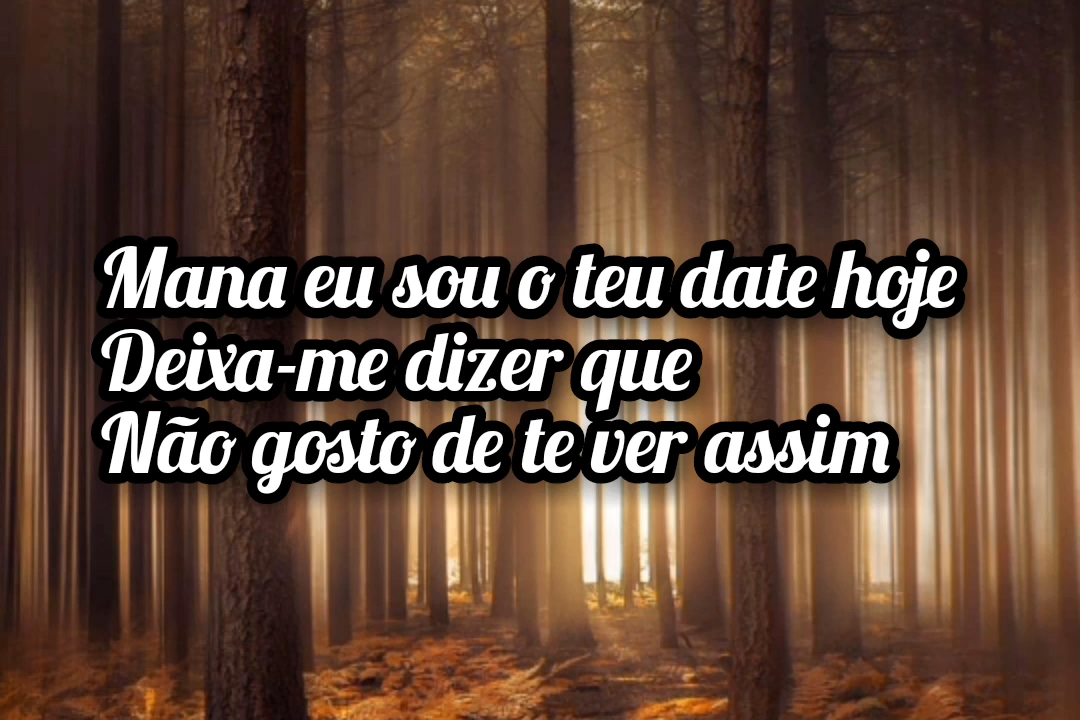 Mana eu sou o teu date hoje
Deixa-me dizer que
Não gosto de te ver assim